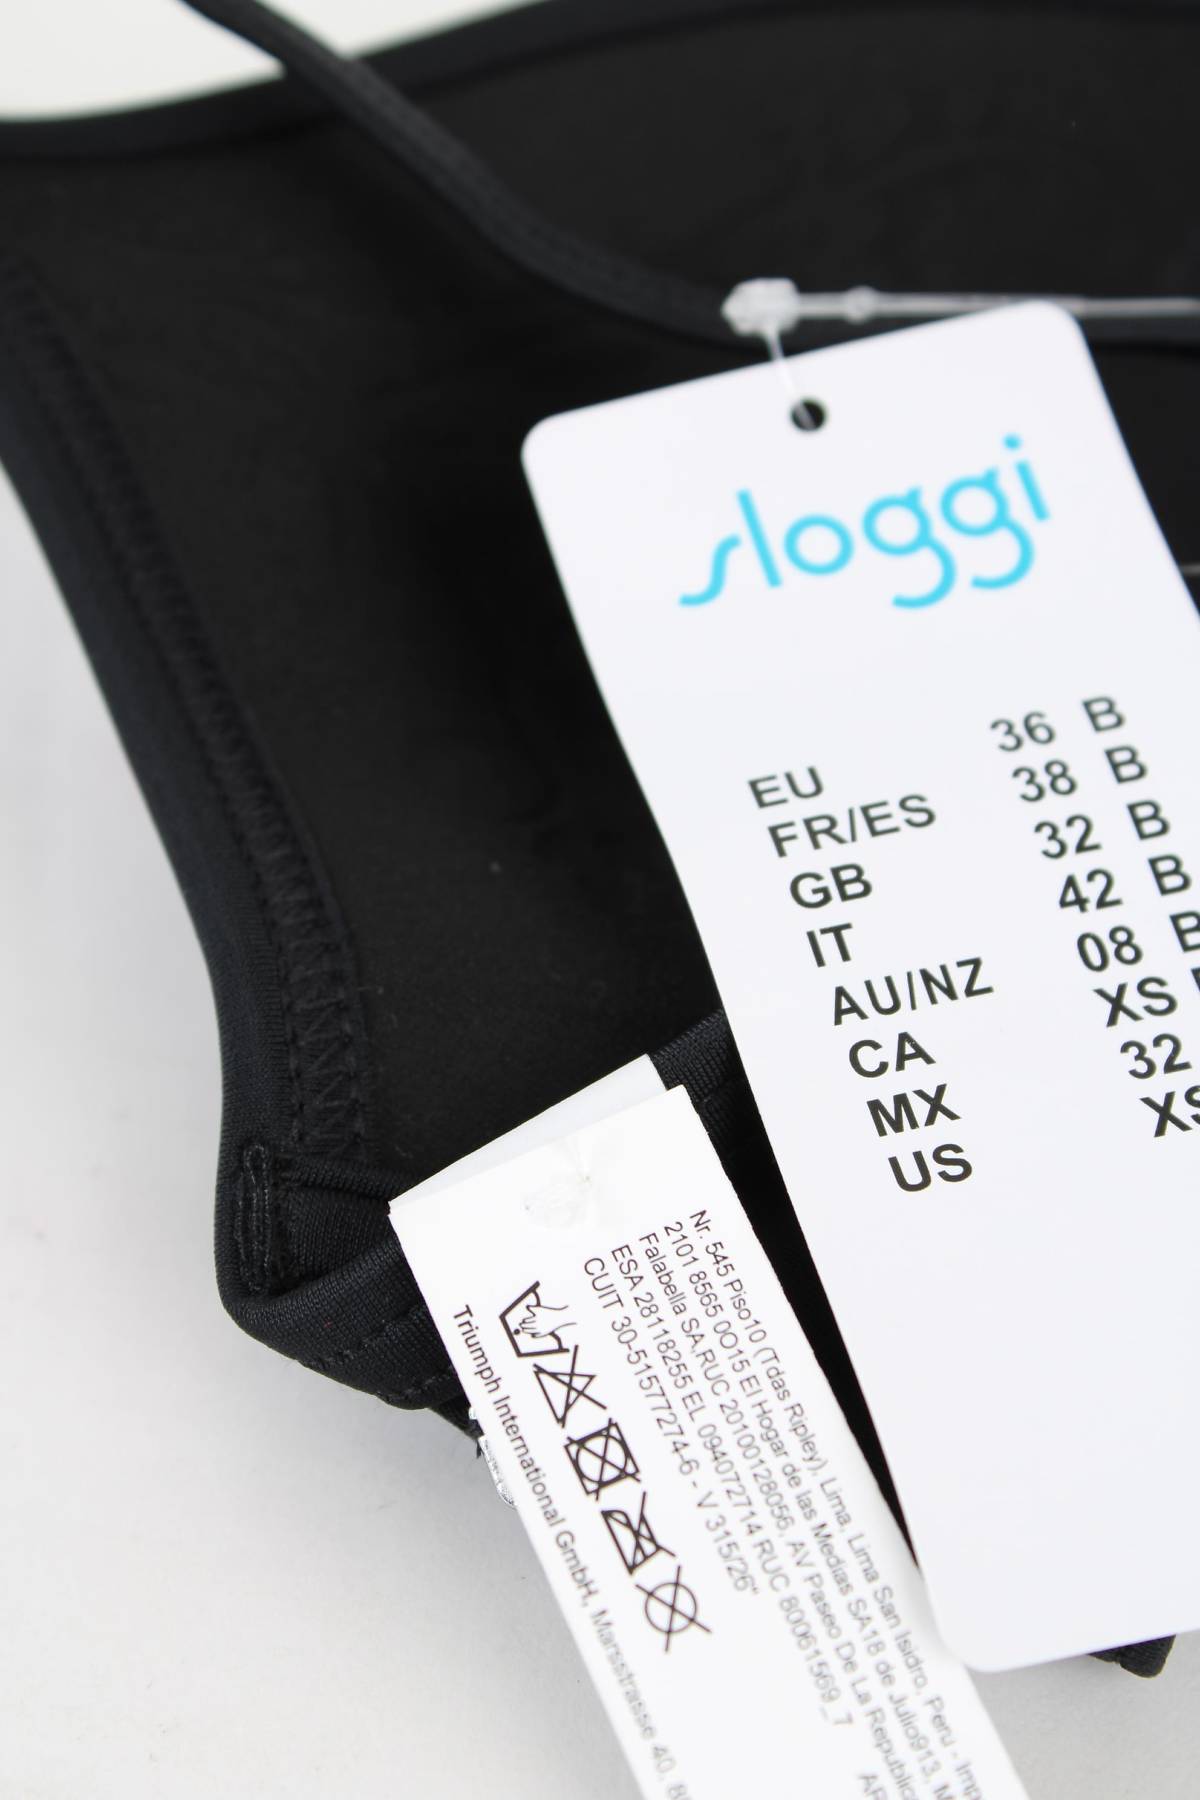 sloggi
EU 36 B
FR/ES 38 B
GB 32 B
IT 42 B
AU/NZ 08 B
CA XS
MX 32
US XS
Nr. 545 Piso10 (Tdas Ripley), Lima, Lima San Isidro, Peru - Imp
2101 8565 0O15 El Hogar de las Medias SA18 de Julio913, M
Falabella SA,RUC 20100128056, AV Paseo De La Republic
ESA 28118255 EL 094072714 RUC 80061569_7
CUIT 30-51577274-6 - V 315/26"
Triumph International GmbH, Marsstrasse 40,